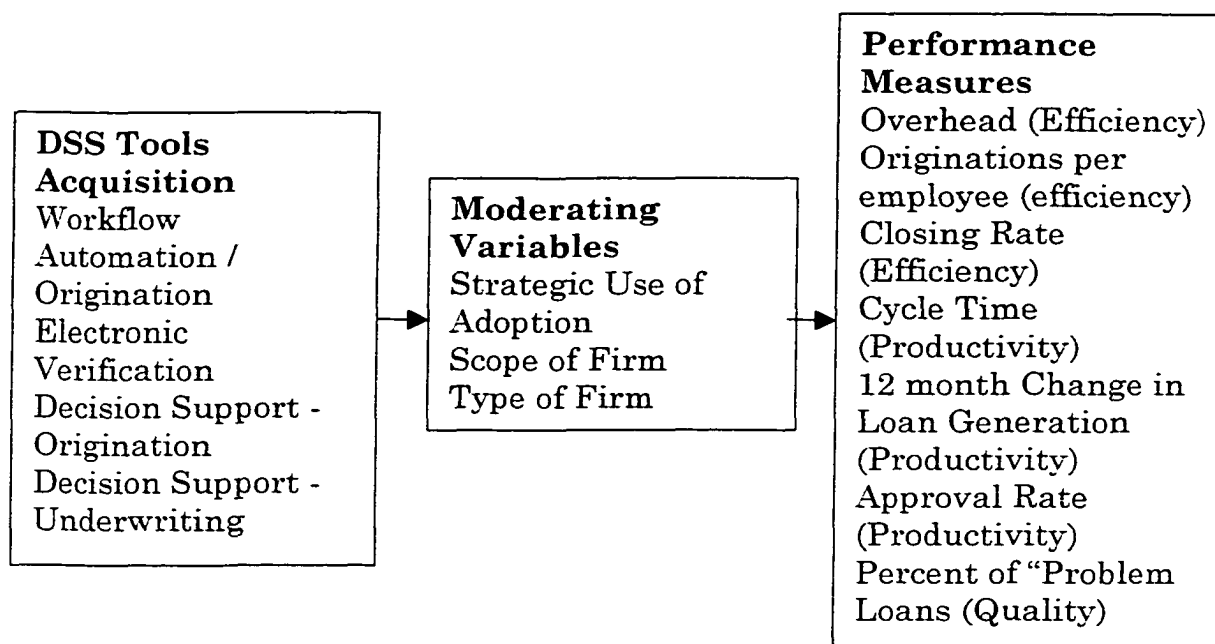 DSS Tools
Acquisition
Workflow
Automation /
Origination
Electronic
Verification
Decision Support -
Origination
Decision Support -
Underwriting
Moderating
Variables
Strategic Use of
Adoption
Scope of Firm
Type of Firm
Performance
Measures
Overhead (Efficiency)
Originations per
employee (efficiency)
Closing Rate
(Efficiency)
Cycle Time
(Productivity)
12 month Change in
Loan Generation
(Productivity)
Approval Rate
(Productivity)
Percent of “Problem
Loans (Quality)